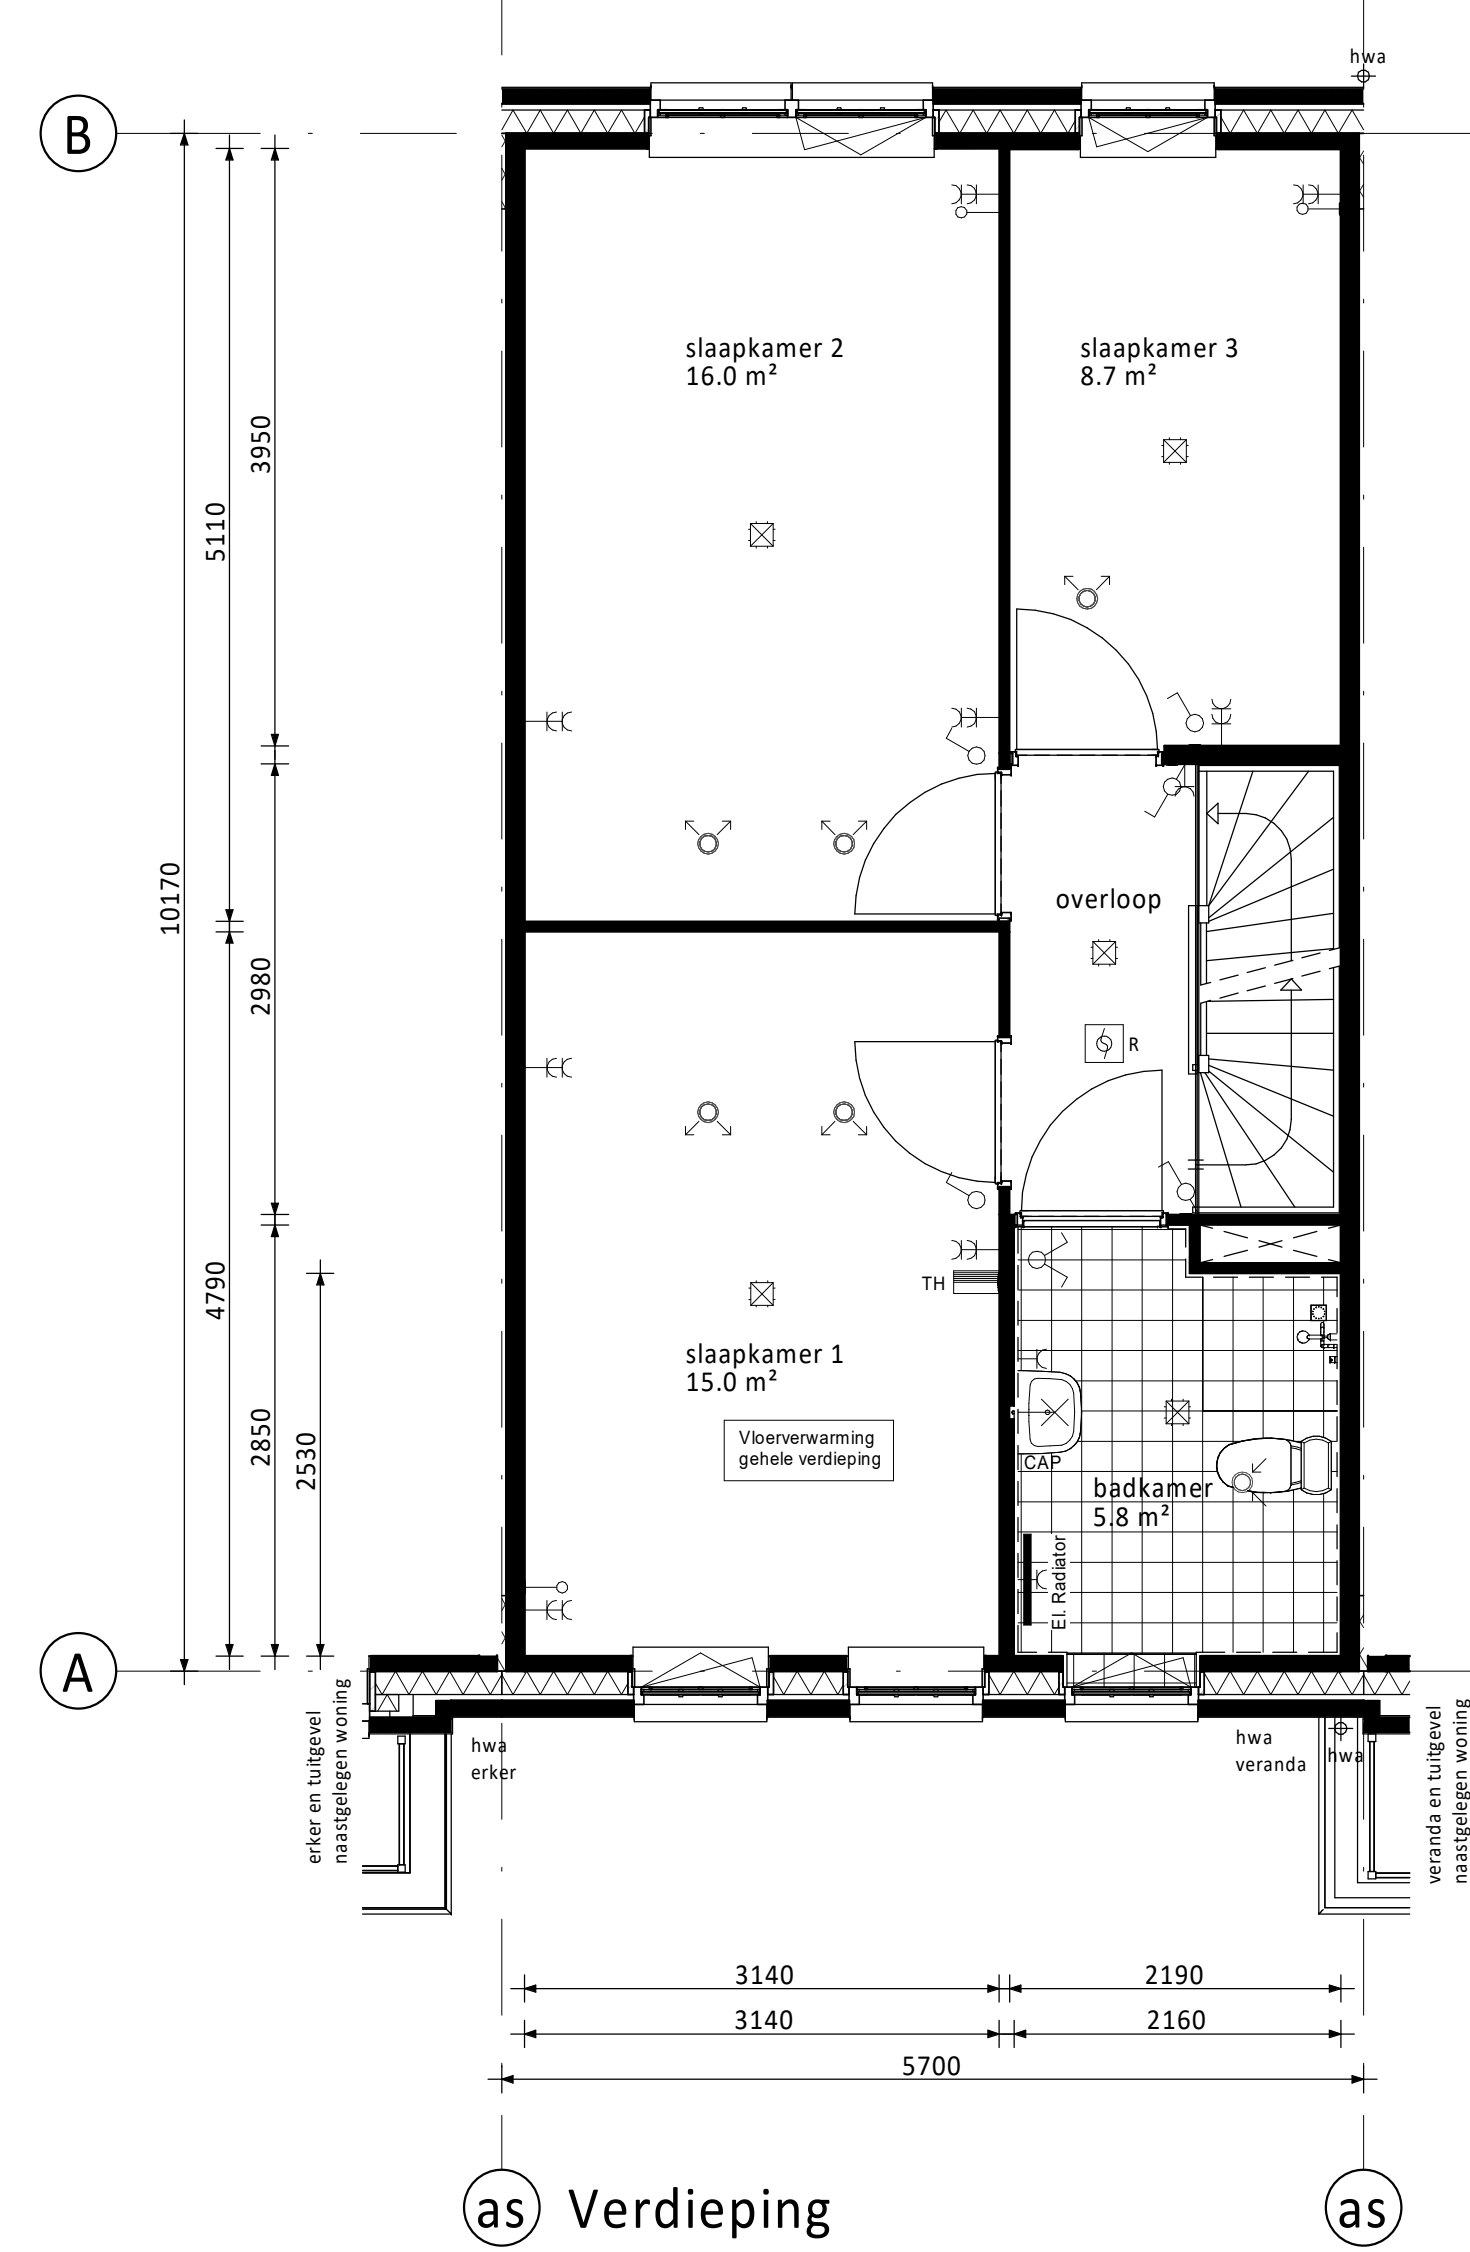 hwa
B
slaapkamer 2
16.0 m²
slaapkamer 3
8.7 m²
3950
5110
10170
overloop
2980
R
TH
4790
slaapkamer 1
15.0 m²
2850
2530
Vloerverwarming
gehele verdieping
CAP
badkamer
5.8 m²
El. Radiator
A
erker en tuitgevel
naastgelegen woning
hwa
erker
hwa
veranda
hwa
veranda en tuitgevel
naastgelegen woning
3140
2190
3140
2160
5700
as
Verdieping
as